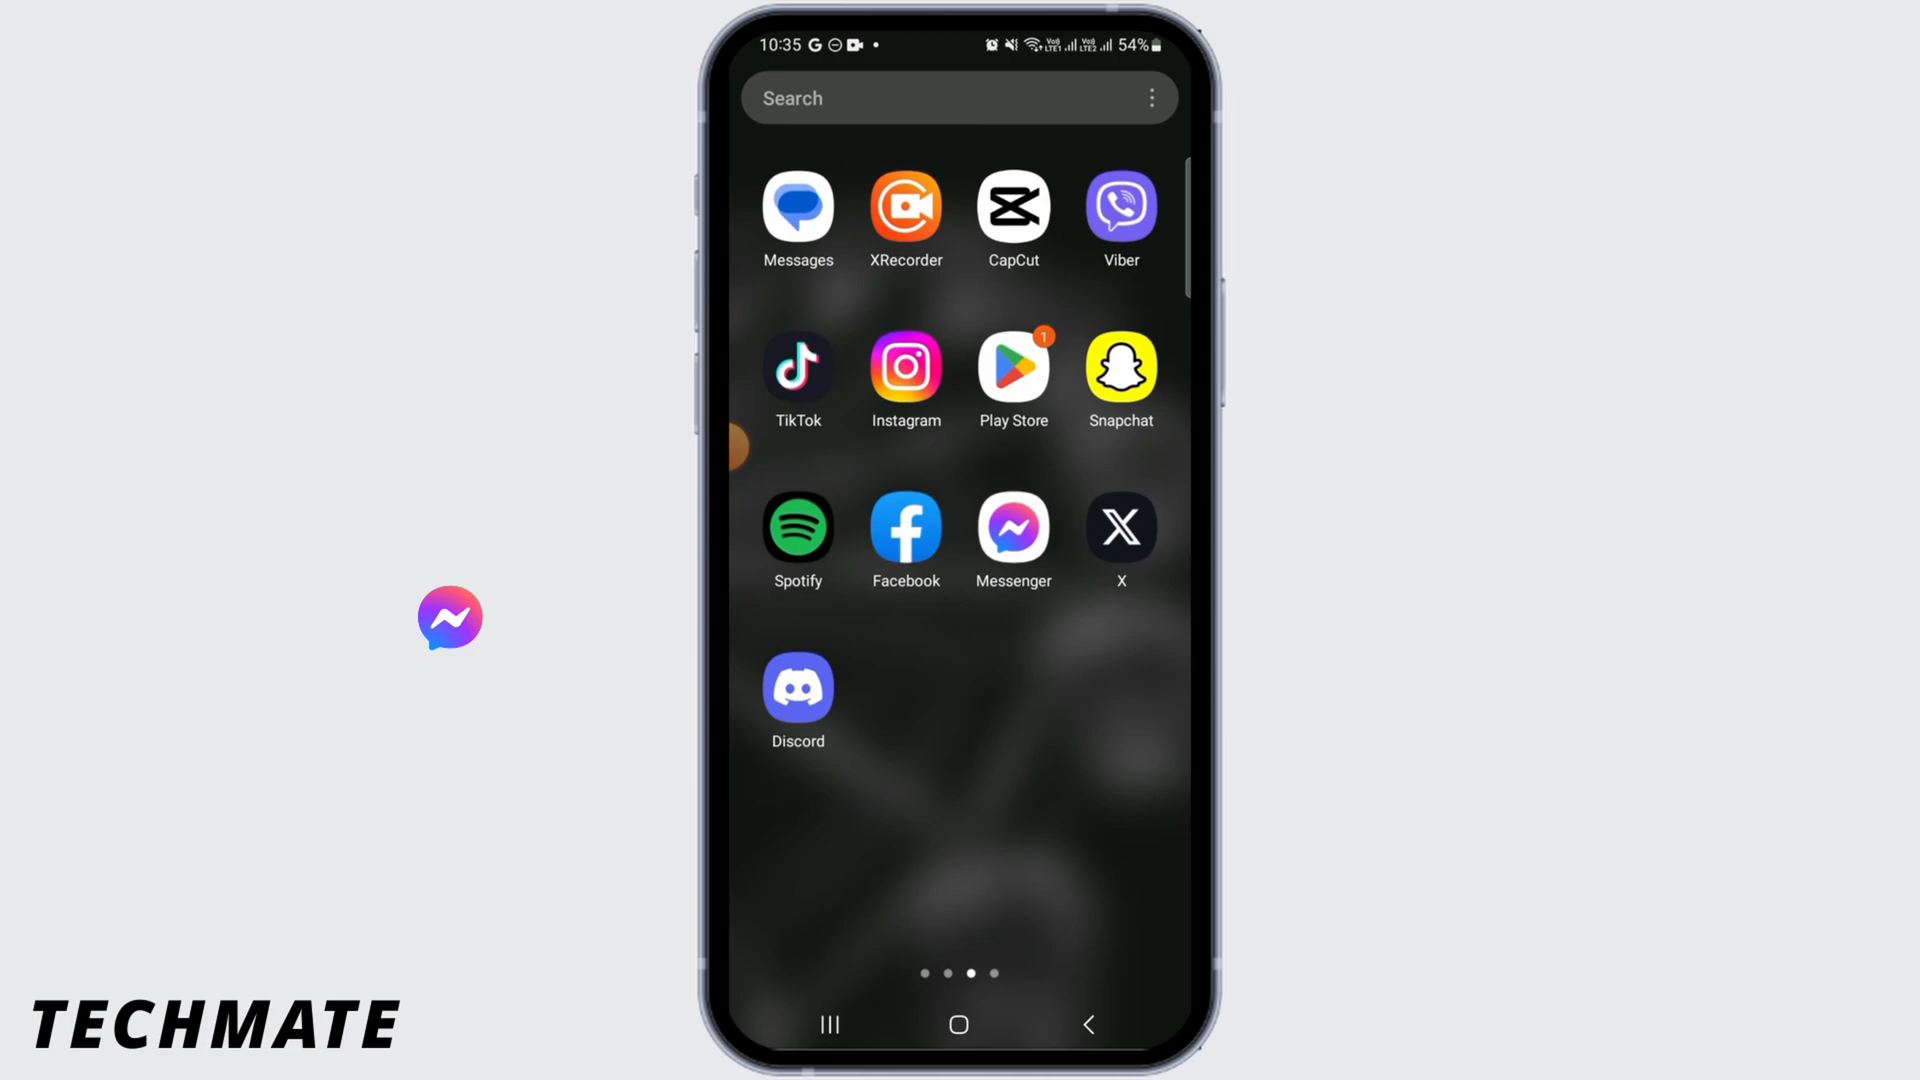 10:35
54%
Search
Messages XRecorder CapCut Viber
1
TikTok Instagram Play Store Snapchat
Spotify Facebook Messenger X
Discord
TECHMATE